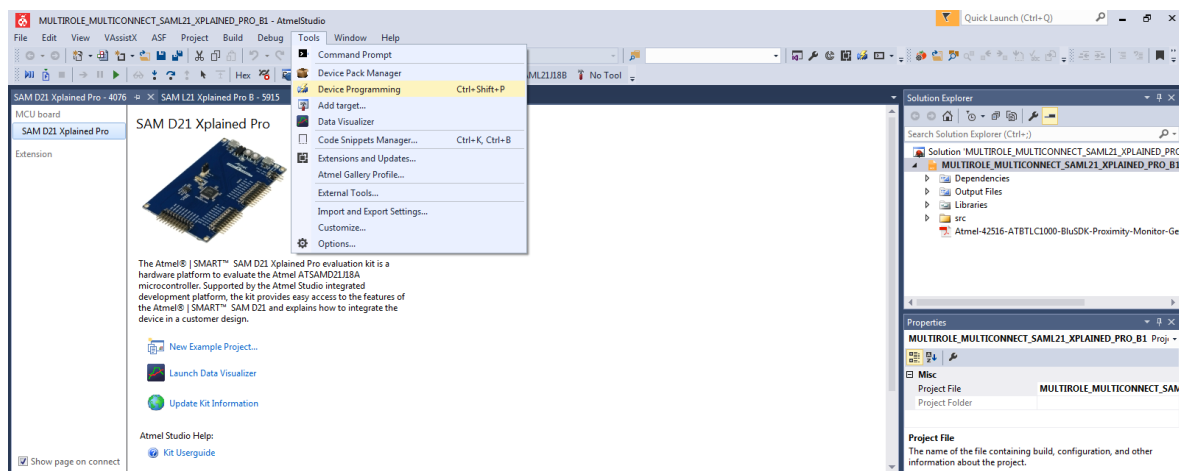 MULTIROLE_MULTICONNECT_SAML21_XPLAINED_PRO_B1 - AtmelStudio
Quick Launch (Ctrl+Q)
File Edit View VAssistX ASF Project Build Debug Tools Window Help
Hex
ML21J18B No Tool
Command Prompt
Device Pack Manager
Device Programming Ctrl+Shift+P
Add target...
Data Visualizer
Code Snippets Manager... Ctrl+K, Ctrl+B
Extensions and Updates...
Atmel Gallery Profile...
External Tools...
Import and Export Settings...
Customize...
Options...
SAM D21 Xplained Pro - 4076
SAM L21 Xplained Pro B - 5915
MCU board
SAM D21 Xplained Pro
Extension
SAM D21 Xplained Pro
The Atmel® | SMART™ SAM D21 Xplained Pro evaluation kit is a
hardware platform to evaluate the Atmel ATSAMD21J18A
microcontroller. Supported by the Atmel Studio integrated
development platform, the kit provides easy access to the features of
the Atmel® | SMART™ SAM D21 and explains how to integrate the
device in a customer design.
New Example Project...
Launch Data Visualizer
Update Kit Information
Atmel Studio Help:
Kit Userguide
Show page on connect
Solution Explorer
Search Solution Explorer (Ctrl+;)
Solution 'MULTIROLE_MULTICONNECT_SAML21_XPLAINED_PRO
MULTIROLE_MULTICONNECT_SAML21_XPLAINED_PRO_B1
Dependencies
Output Files
Libraries
src
Atmel-42516-ATBTLC1000-BluSDK-Proximity-Monitor-Ge
Properties
MULTIROLE_MULTICONNECT_SAML21_XPLAINED_PRO_B1 Proj
Misc
Project File MULTIROLE_MULTICONNECT_SAM
Project Folder
Project File
The name of the file containing build, configuration, and other
information about the project.